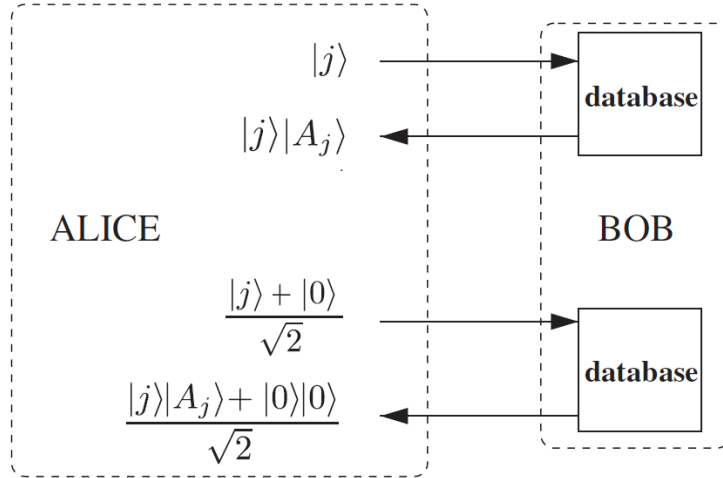 |j⟩
database
|j⟩|A_j⟩
ALICE
BOB
(|j⟩ + |0⟩)/√2
database
(|j⟩|A_j⟩ + |0⟩|0⟩)/√2